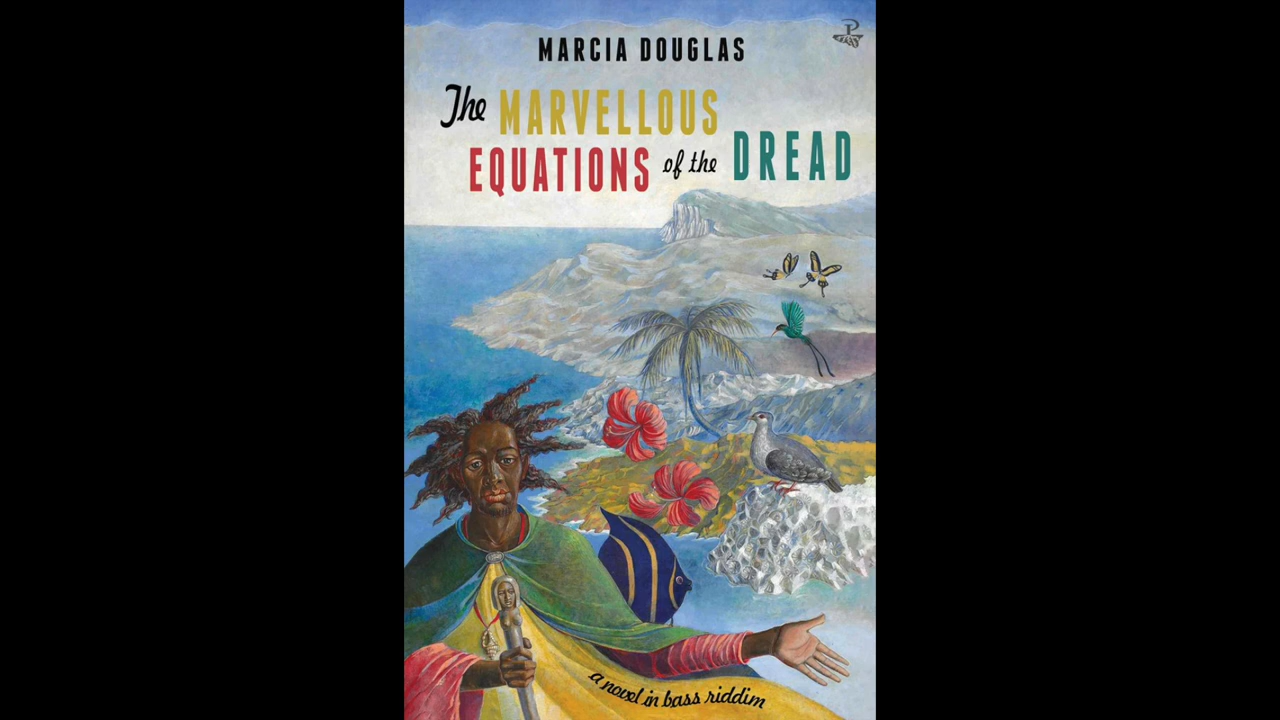 MARCIA DOUGLAS
The MARVELLOUS
EQUATIONS of the DREAD
a novel in bass riddim